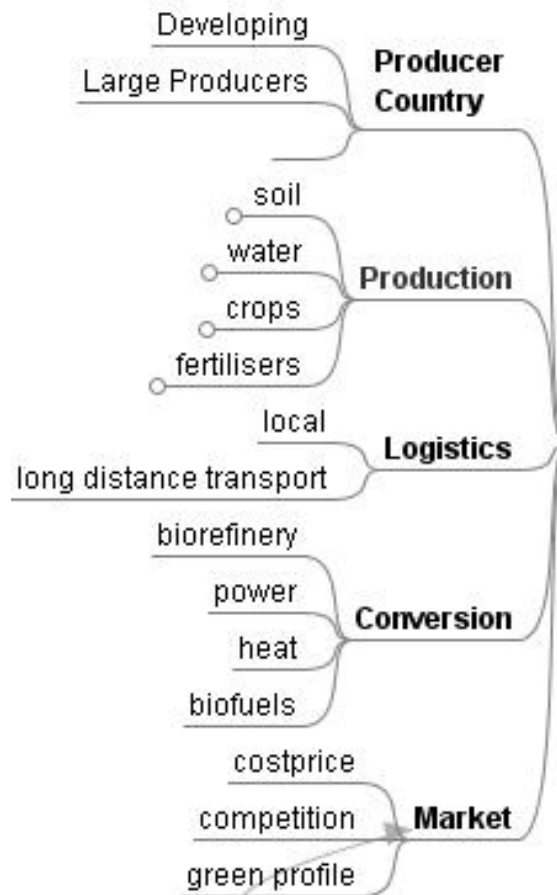 Developing
Large Producers
Producer
Country
soil
water
crops
fertilisers
Production
local
long distance transport
Logistics
biorefinery
power
heat
biofuels
Conversion
costprice
competition
green profile
Market